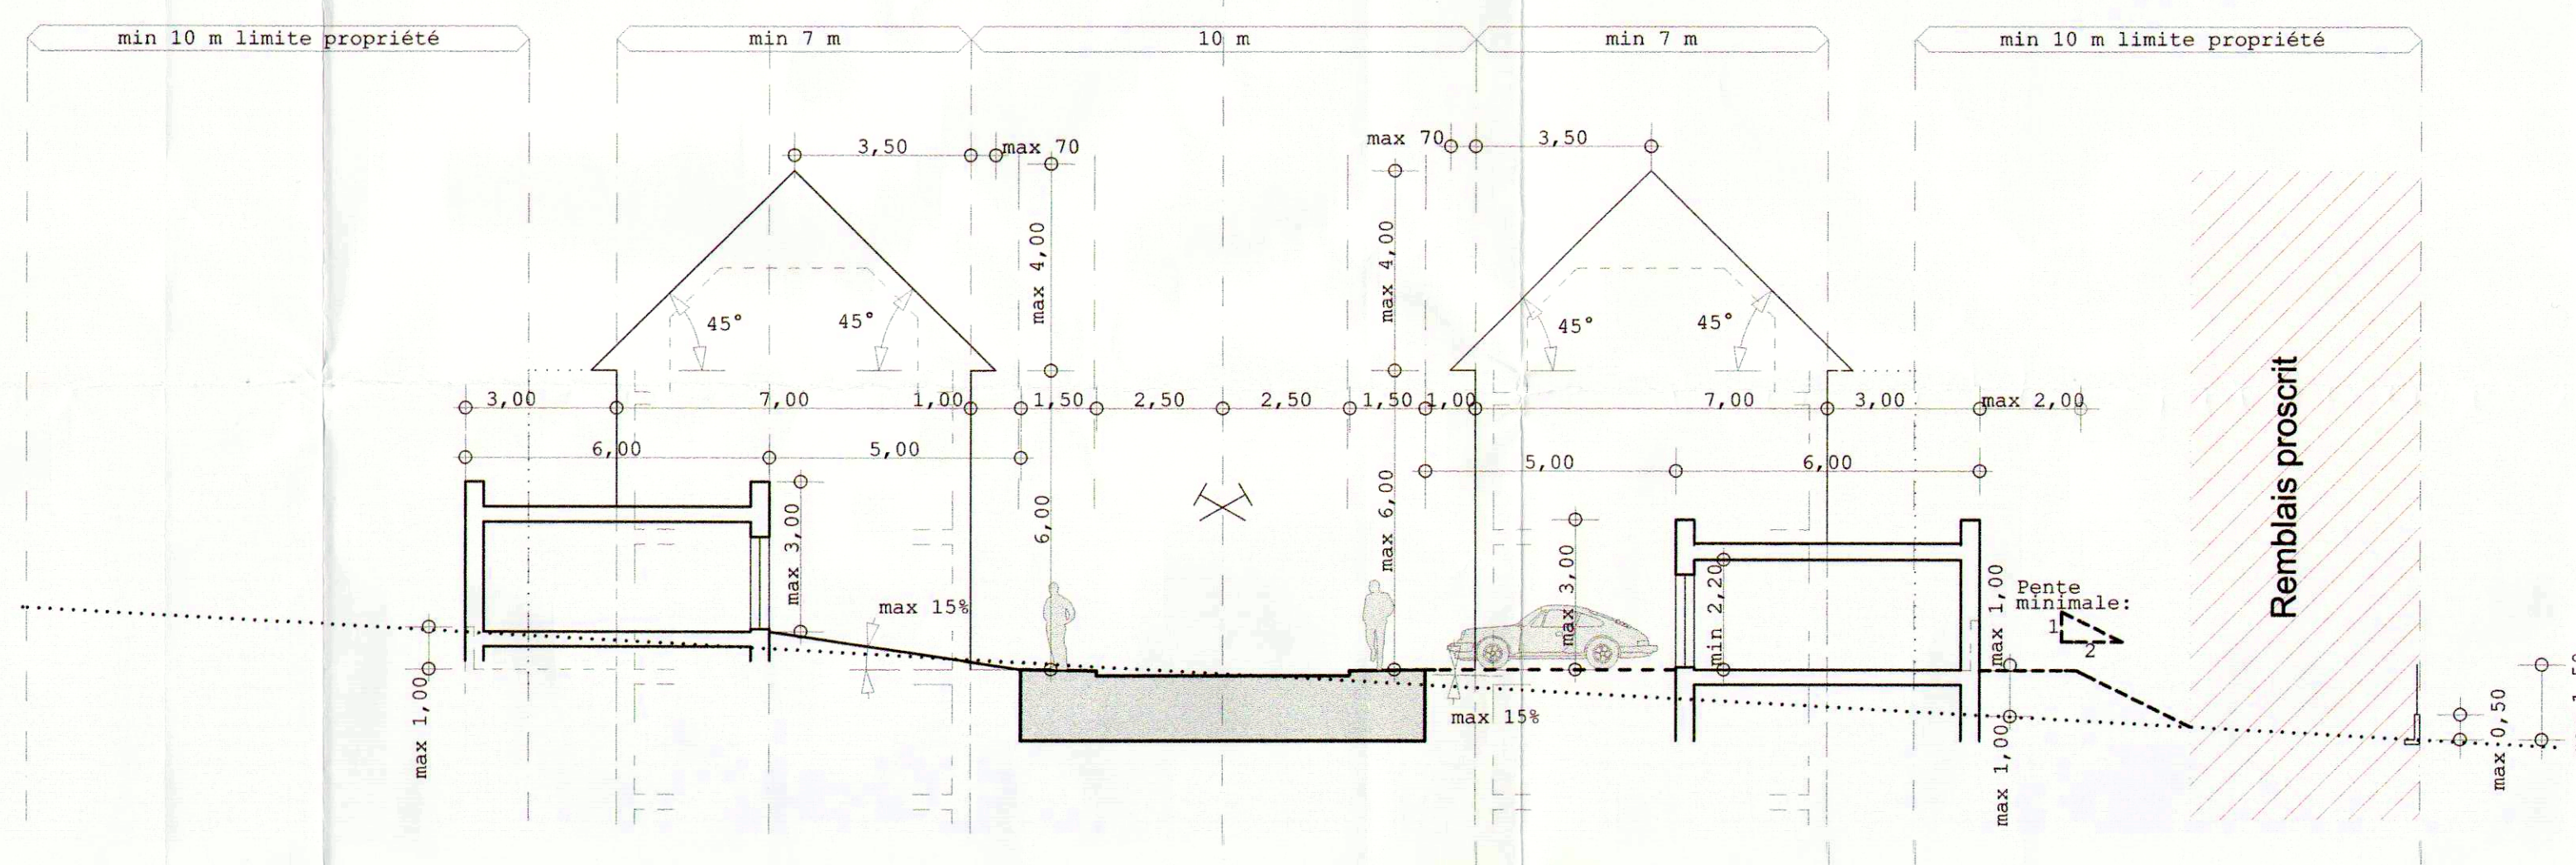 min 10 m limite propriété
min 7 m
10 m
min 7 m
min 10 m limite propriété
3,50
max 70
max 70
3,50
max 4,00
max 4,00
45°
45°
45°
45°
3,00
7,00
1,00
1,50
2,50
2,50
1,50
1,00
7,00
3,00
max 2,00
6,00
5,00
5,00
6,00
max 3,00
6,00
max 6,00
max 3,00
min 2,20
max 1,00
max 15%
max 15%
max 1,00
max 1,00
Pente
minimale:
1
2
Remblais proscrit
max 0,50